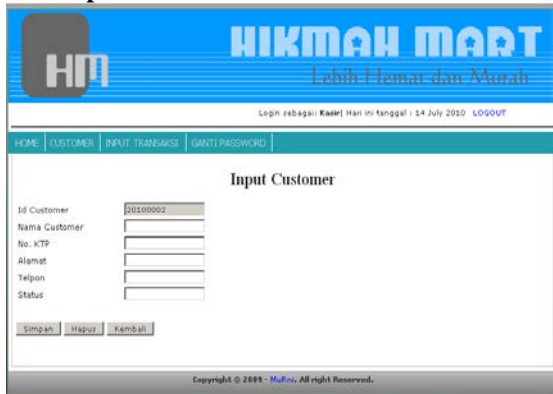 HM
HIKMAH MART
Lebih Hemat dan Murah
Login sebagai: Kasir| Hari ini tanggal : 14 July 2010 LOGOUT
HOME CUSTOMER INPUT TRANSAKSI GANTI PASSWORD
Input Customer
Id Customer 20100002
Nama Customer
No. KTP
Alamat
Telpon
Status
Simpan Hapus Kembali
Copyright © 2009 - MuRni. All right Reserved.